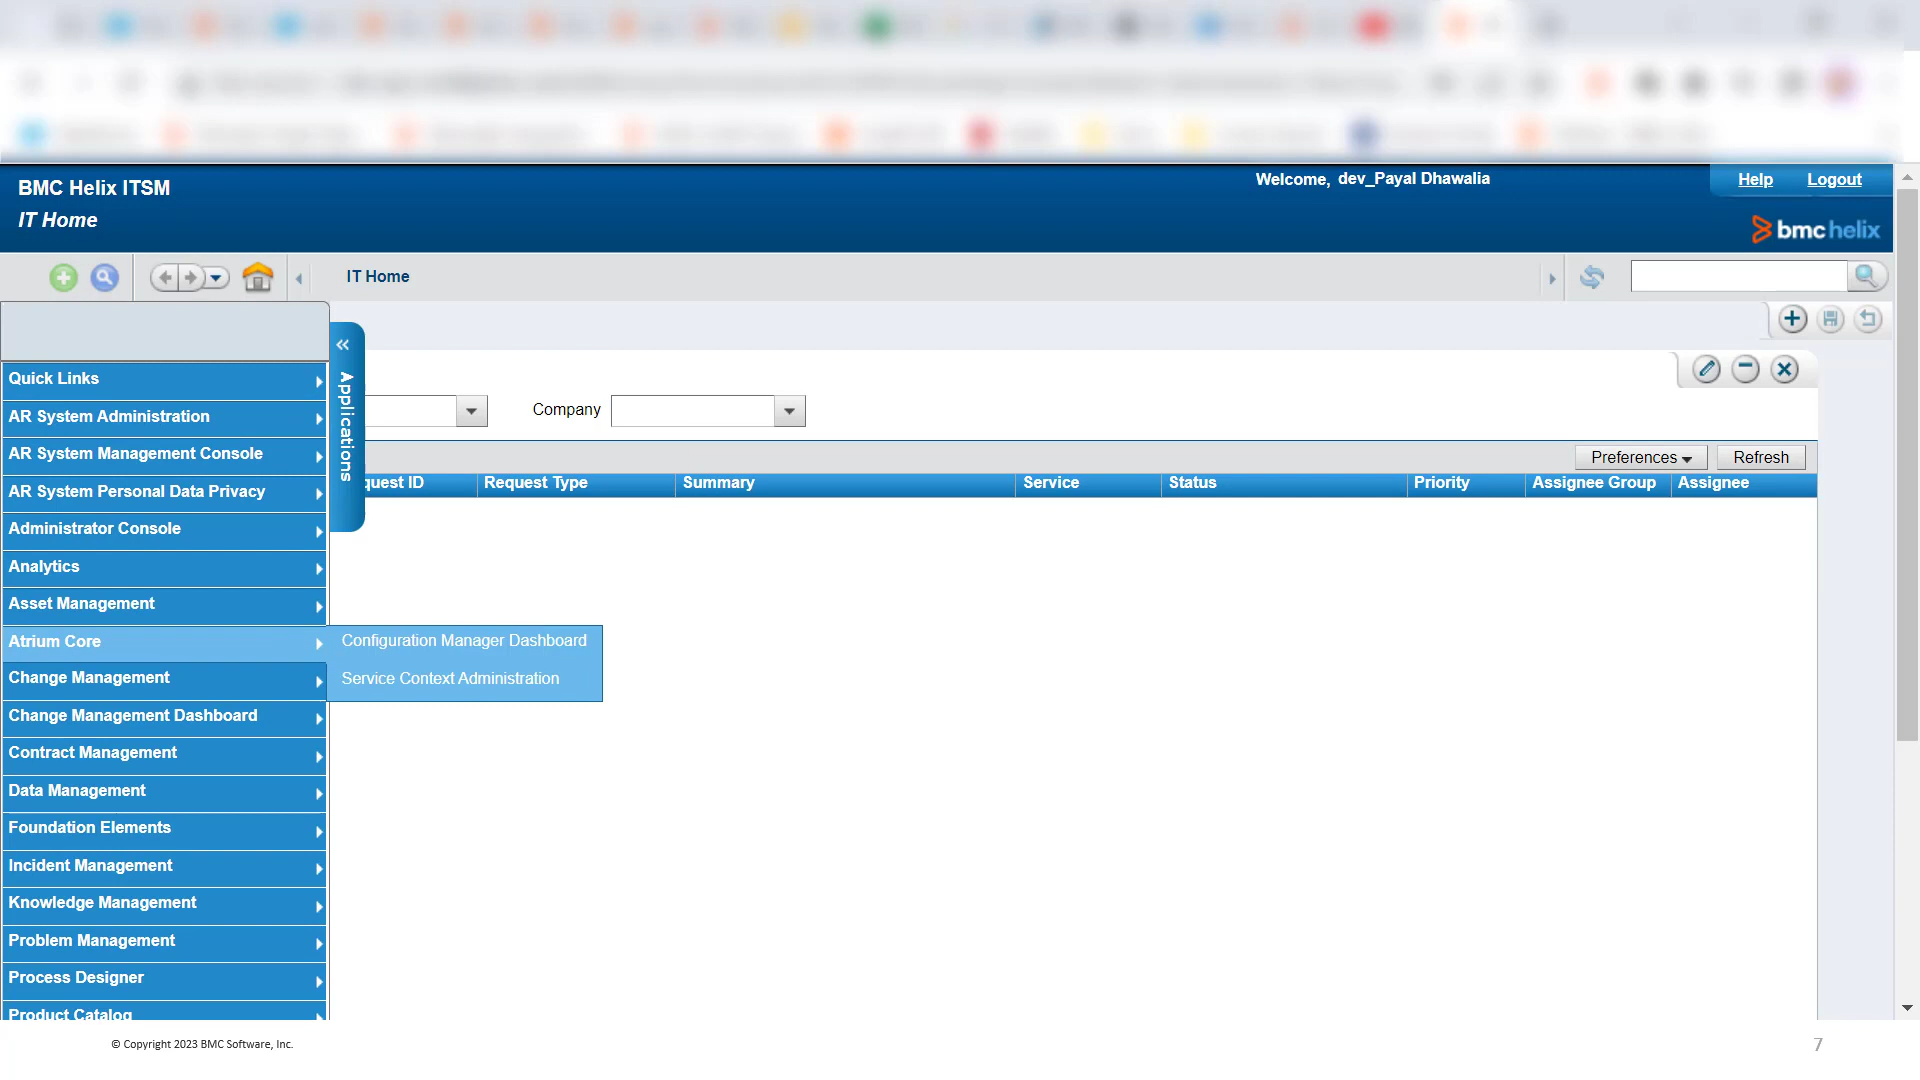 BMC Helix ITSM
Welcome, dev_Payal Dhawalia
Help
Logout
IT Home
bmchelix
IT Home
Applications
Company
Preferences
Refresh
quest ID
Request Type
Summary
Service
Status
Priority
Assignee Group
Assignee
Quick Links
AR System Administration
AR System Management Console
AR System Personal Data Privacy
Administrator Console
Analytics
Asset Management
Atrium Core
Configuration Manager Dashboard
Service Context Administration
Change Management
Change Management Dashboard
Contract Management
Data Management
Foundation Elements
Incident Management
Knowledge Management
Problem Management
Process Designer
Product Catalog
© Copyright 2023 BMC Software, Inc.
7